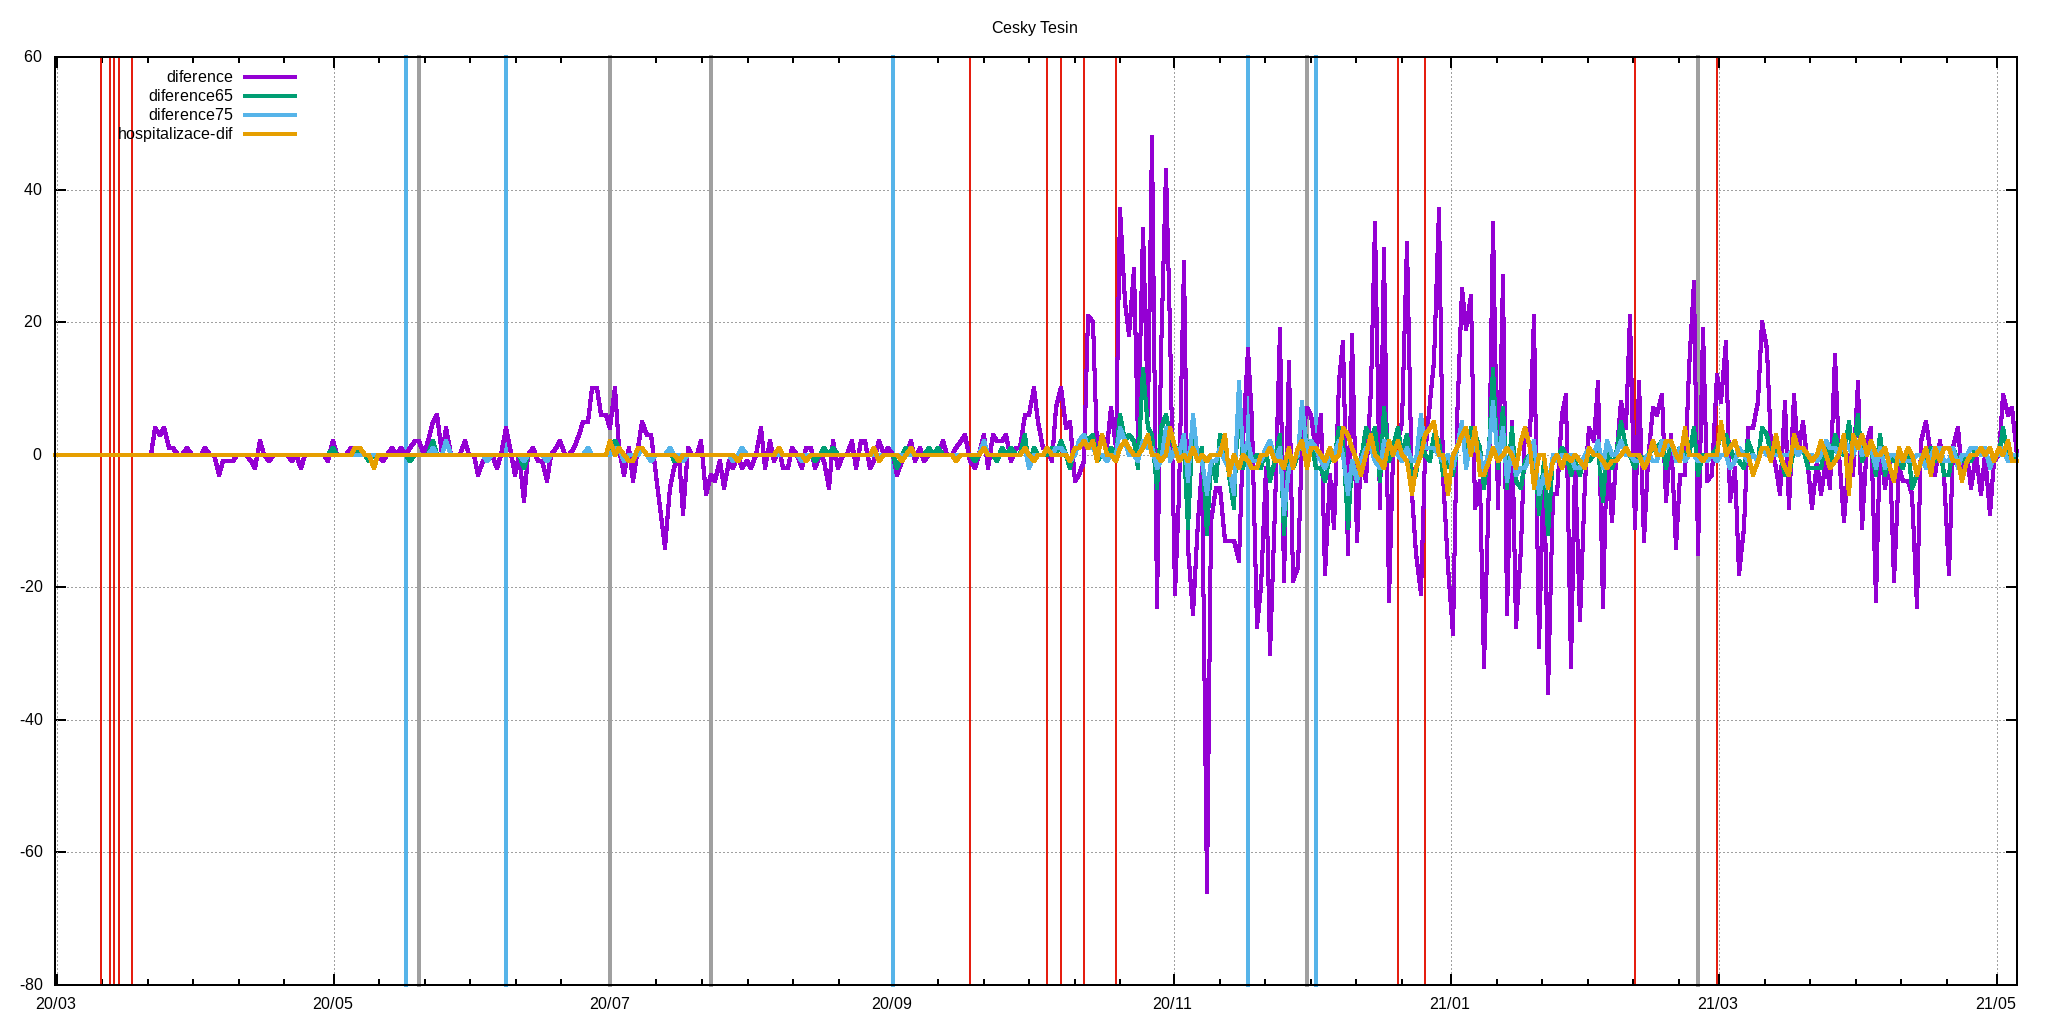 Cesky Tesin
60
diference
diference65
diference75
hospitalizace-dif
40
20
0
-20
-40
-60
-80
20/03 20/05 20/07 20/09 20/11 21/01 21/03 21/05